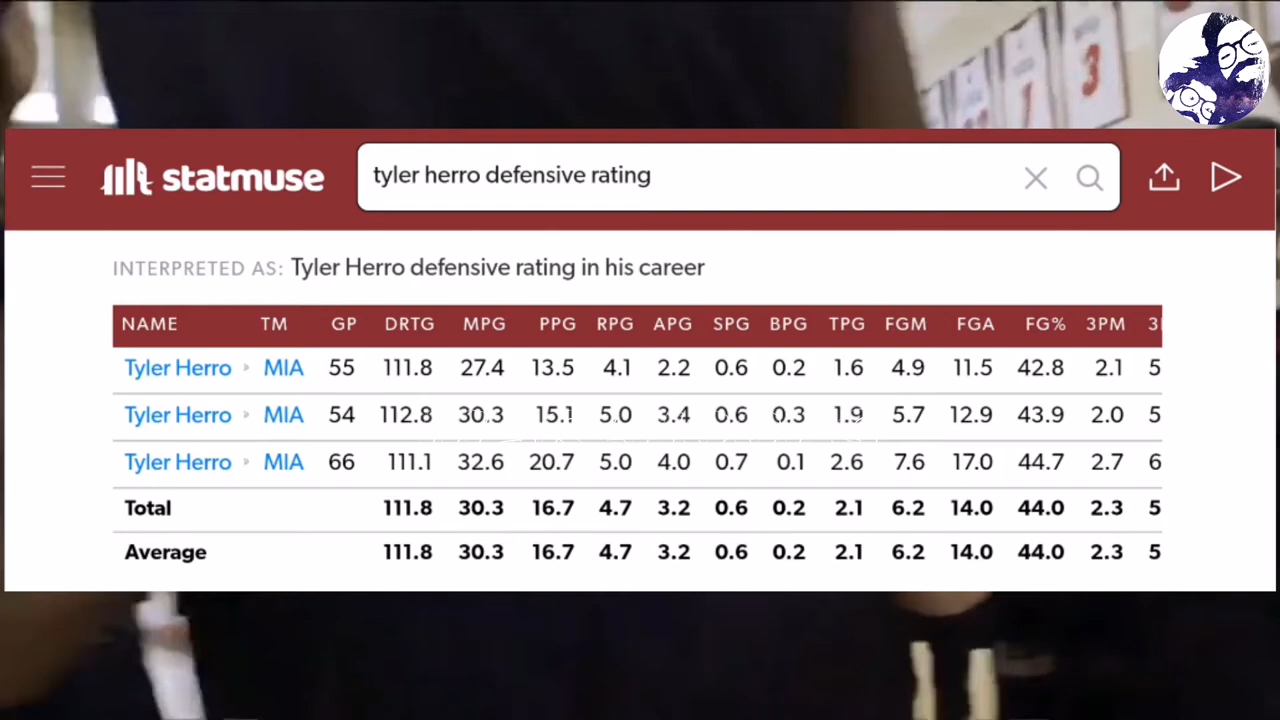 statmuse
tyler herro defensive rating
INTERPRETED AS: Tyler Herro defensive rating in his career
NAME TM GP DRTG MPG PPG RPG APG SPG BPG TPG FGM FGA FG% 3PM
Tyler Herro MIA 55 111.8 27.4 13.5 4.1 2.2 0.6 0.2 1.6 4.9 11.5 42.8 2.1 5
Tyler Herro MIA 54 112.8 30.3 15.1 5.0 3.4 0.6 0.3 1.9 5.7 12.9 43.9 2.0 5
Tyler Herro MIA 66 111.1 32.6 20.7 5.0 4.0 0.7 0.1 2.6 7.6 17.0 44.7 2.7 6
Total 111.8 30.3 16.7 4.7 3.2 0.6 0.2 2.1 6.2 14.0 44.0 2.3 5
Average 111.8 30.3 16.7 4.7 3.2 0.6 0.2 2.1 6.2 14.0 44.0 2.3 5
3